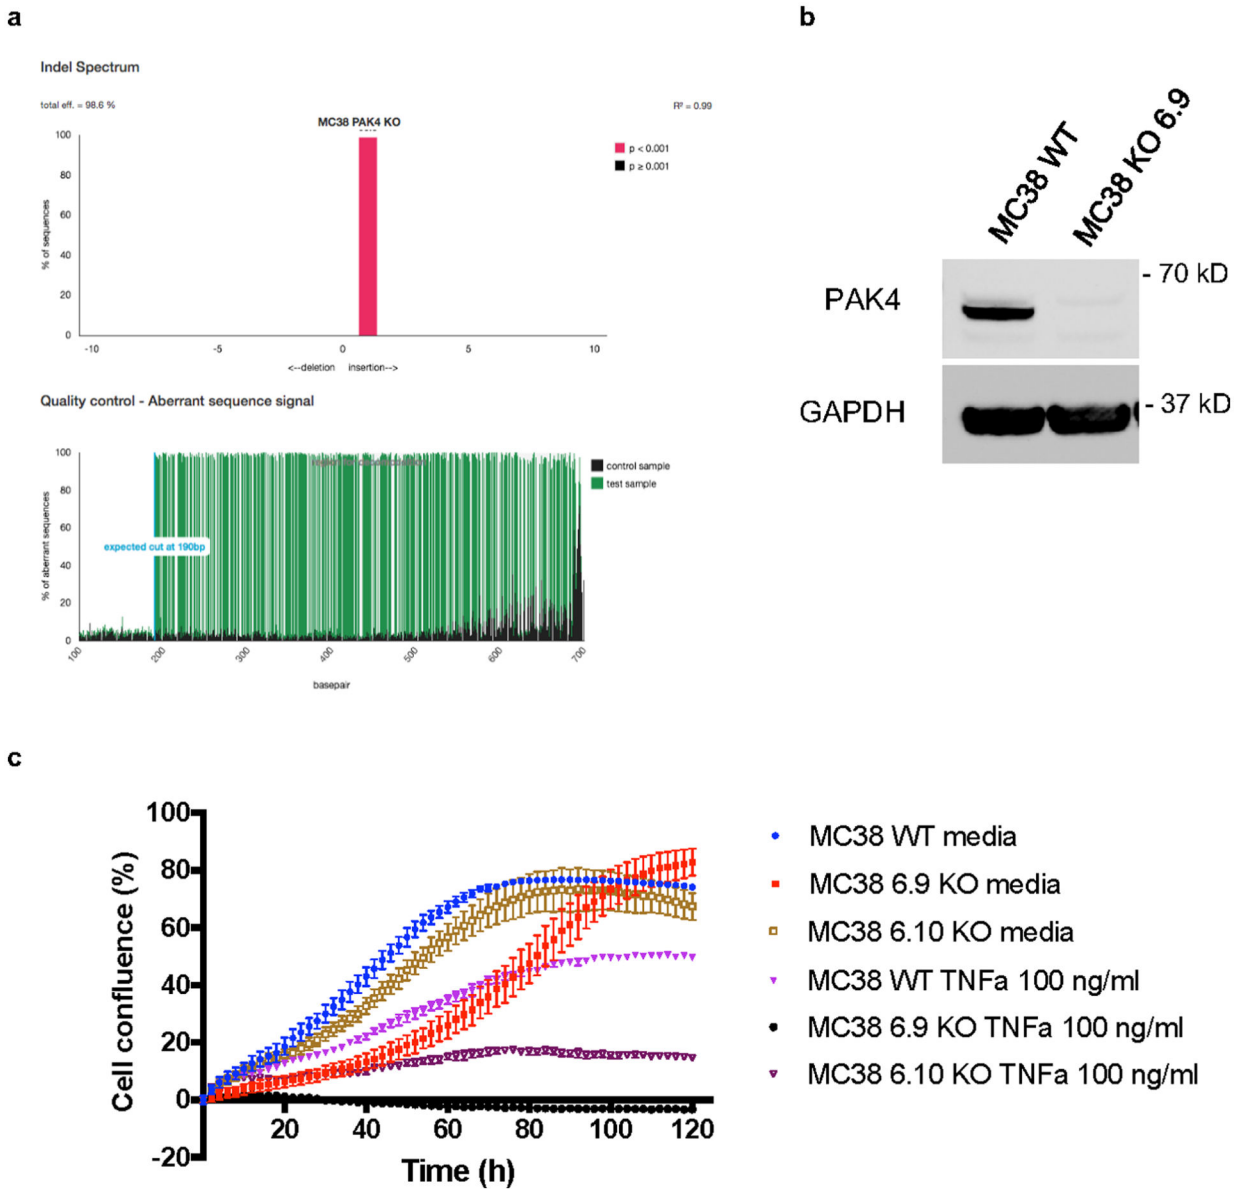 a
Indel Spectrum
total eff. = 98.6 %
R² = 0.99
MC38 PAK4 KO
% of sequences
100
80
60
40
20
0
-10
-5
0
5
10
<--deletion insertion-->
p < 0.001
p ≥ 0.001
Quality control - Aberrant sequence signal
% of aberrant sequences
100
80
60
40
20
0
expected cut at 190bp
control sample
test sample
100
200
300
400
500
600
700
basepair
b
MC38 WT
MC38 KO 6.9
PAK4
- 70 kD
GAPDH
- 37 kD
c
Cell confluence (%)
100
80
60
40
20
0
-20
20
40
60
80
100
120
Time (h)
MC38 WT media
MC38 6.9 KO media
MC38 6.10 KO media
MC38 WT TNFa 100 ng/ml
MC38 6.9 KO TNFa 100 ng/ml
MC38 6.10 KO TNFa 100 ng/ml